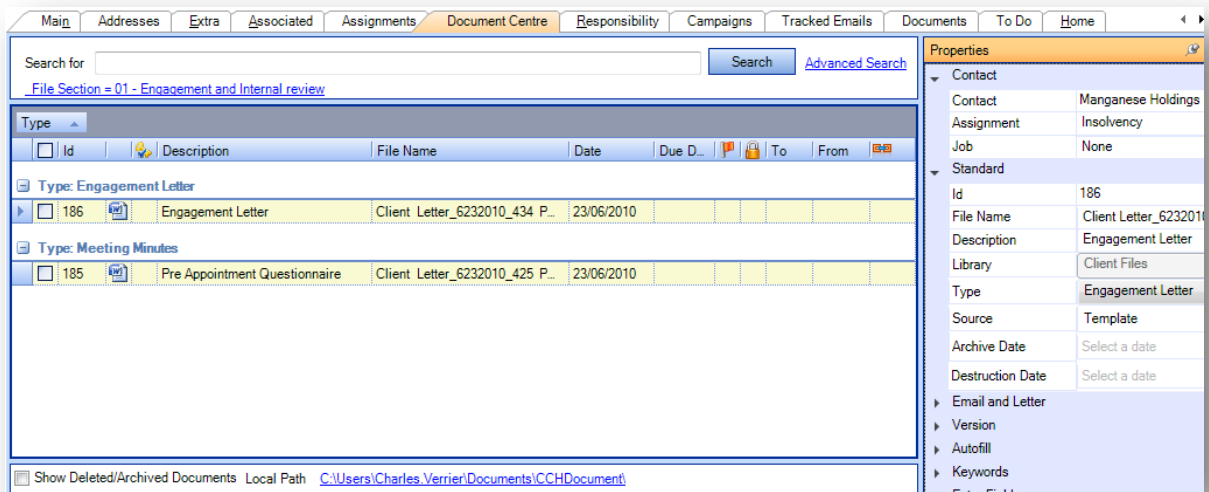 Main Addresses Extra Associated Assignments Document Centre Responsibility Campaigns Tracked Emails Documents To Do Home
Search for Search Advanced Search
File Section = 01 - Engagement and Internal review
Type
Id Description File Name Date Due D... To From
Type: Engagement Letter
186 Engagement Letter Client Letter_6232010_434 P... 23/06/2010
Type: Meeting Minutes
185 Pre Appointment Questionnaire Client Letter_6232010_425 P... 23/06/2010
Show Deleted/Archived Documents Local Path C:\Users\Charles.Verrier\Documents\CCHDocument\
Properties
Contact
Contact Manganese Holdings
Assignment Insolvency
Job None
Standard
Id 186
File Name Client Letter_623201
Description Engagement Letter
Library Client Files
Type Engagement Letter
Source Template
Archive Date Select a date
Destruction Date Select a date
Email and Letter
Version
Autofill
Keywords